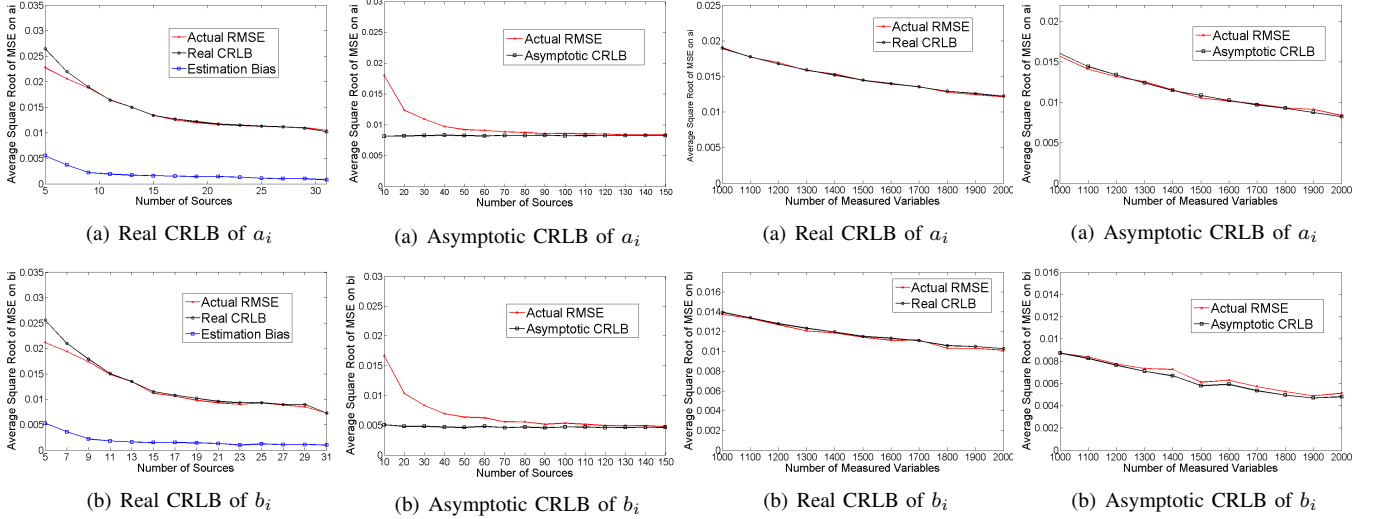 Average Square Root of MSE on ai
0.035
0.03
0.025
0.02
0.015
0.01
0.005
0
Actual RMSE
Real CRLB
Estimation Bias
5 10 15 20 25 30
Number of Sources
(a) Real CRLB of a_i
Average Square Root of MSE on ai
0.03
0.025
0.02
0.015
0.01
0.005
0
Actual RMSE
Asymptotic CRLB
10 20 30 40 50 60 70 80 90 100 110 120 130 140 150
Number of Sources
(a) Asymptotic CRLB of a_i
Average Square Root of MSE on ai
0.02
0.015
0.01
0.005
0
Actual RMSE
Real CRLB
1000 1100 1200 1300 1400 1500 1600 1700 1800 1900 2000
Number of Measured Variables
(a) Real CRLB of a_i
Average Square Root of MSE on ai
0.02
0.015
0.01
0.005
0
Actual RMSE
Asymptotic CRLB
1000 1100 1200 1300 1400 1500 1600 1700 1800 1900 2000
Number of Measured Variables
(a) Asymptotic CRLB of a_i
Average Square Root of MSE on bi
0.035
0.03
0.025
0.02
0.015
0.01
0.005
0
Actual RMSE
Real CRLB
Estimation Bias
5 7 9 11 13 15 17 19 21 23 25 27 29 31
Number of Sources
(b) Real CRLB of b_i
Average Square Root of MSE on bi
0.03
0.025
0.02
0.015
0.01
0.005
0
Actual RMSE
Asymptotic CRLB
10 20 30 40 50 60 70 80 90 100 110 120 130 140 150
Number of Sources
(b) Asymptotic CRLB of b_i
Average Square Root of MSE on bi
0.014
0.012
0.01
0.008
0.006
0.004
0.002
0
Actual RMSE
Real CRLB
1000 1100 1200 1300 1400 1500 1600 1700 1800 1900 2000
Number of Measured Variables
(b) Real CRLB of b_i
Average Square Root of MSE on bi
0.016
0.014
0.012
0.01
0.008
0.006
0.004
0.002
0
Actual RMSE
Asymptotic CRLB
1000 1100 1200 1300 1400 1500 1600 1700 1800 1900 2000
Number of Measured Variables
(b) Asymptotic CRLB of b_i